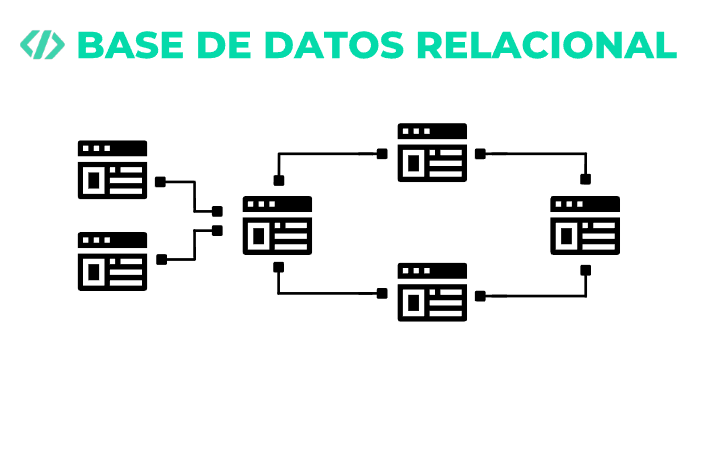 BASE DE DATOS RELACIONAL